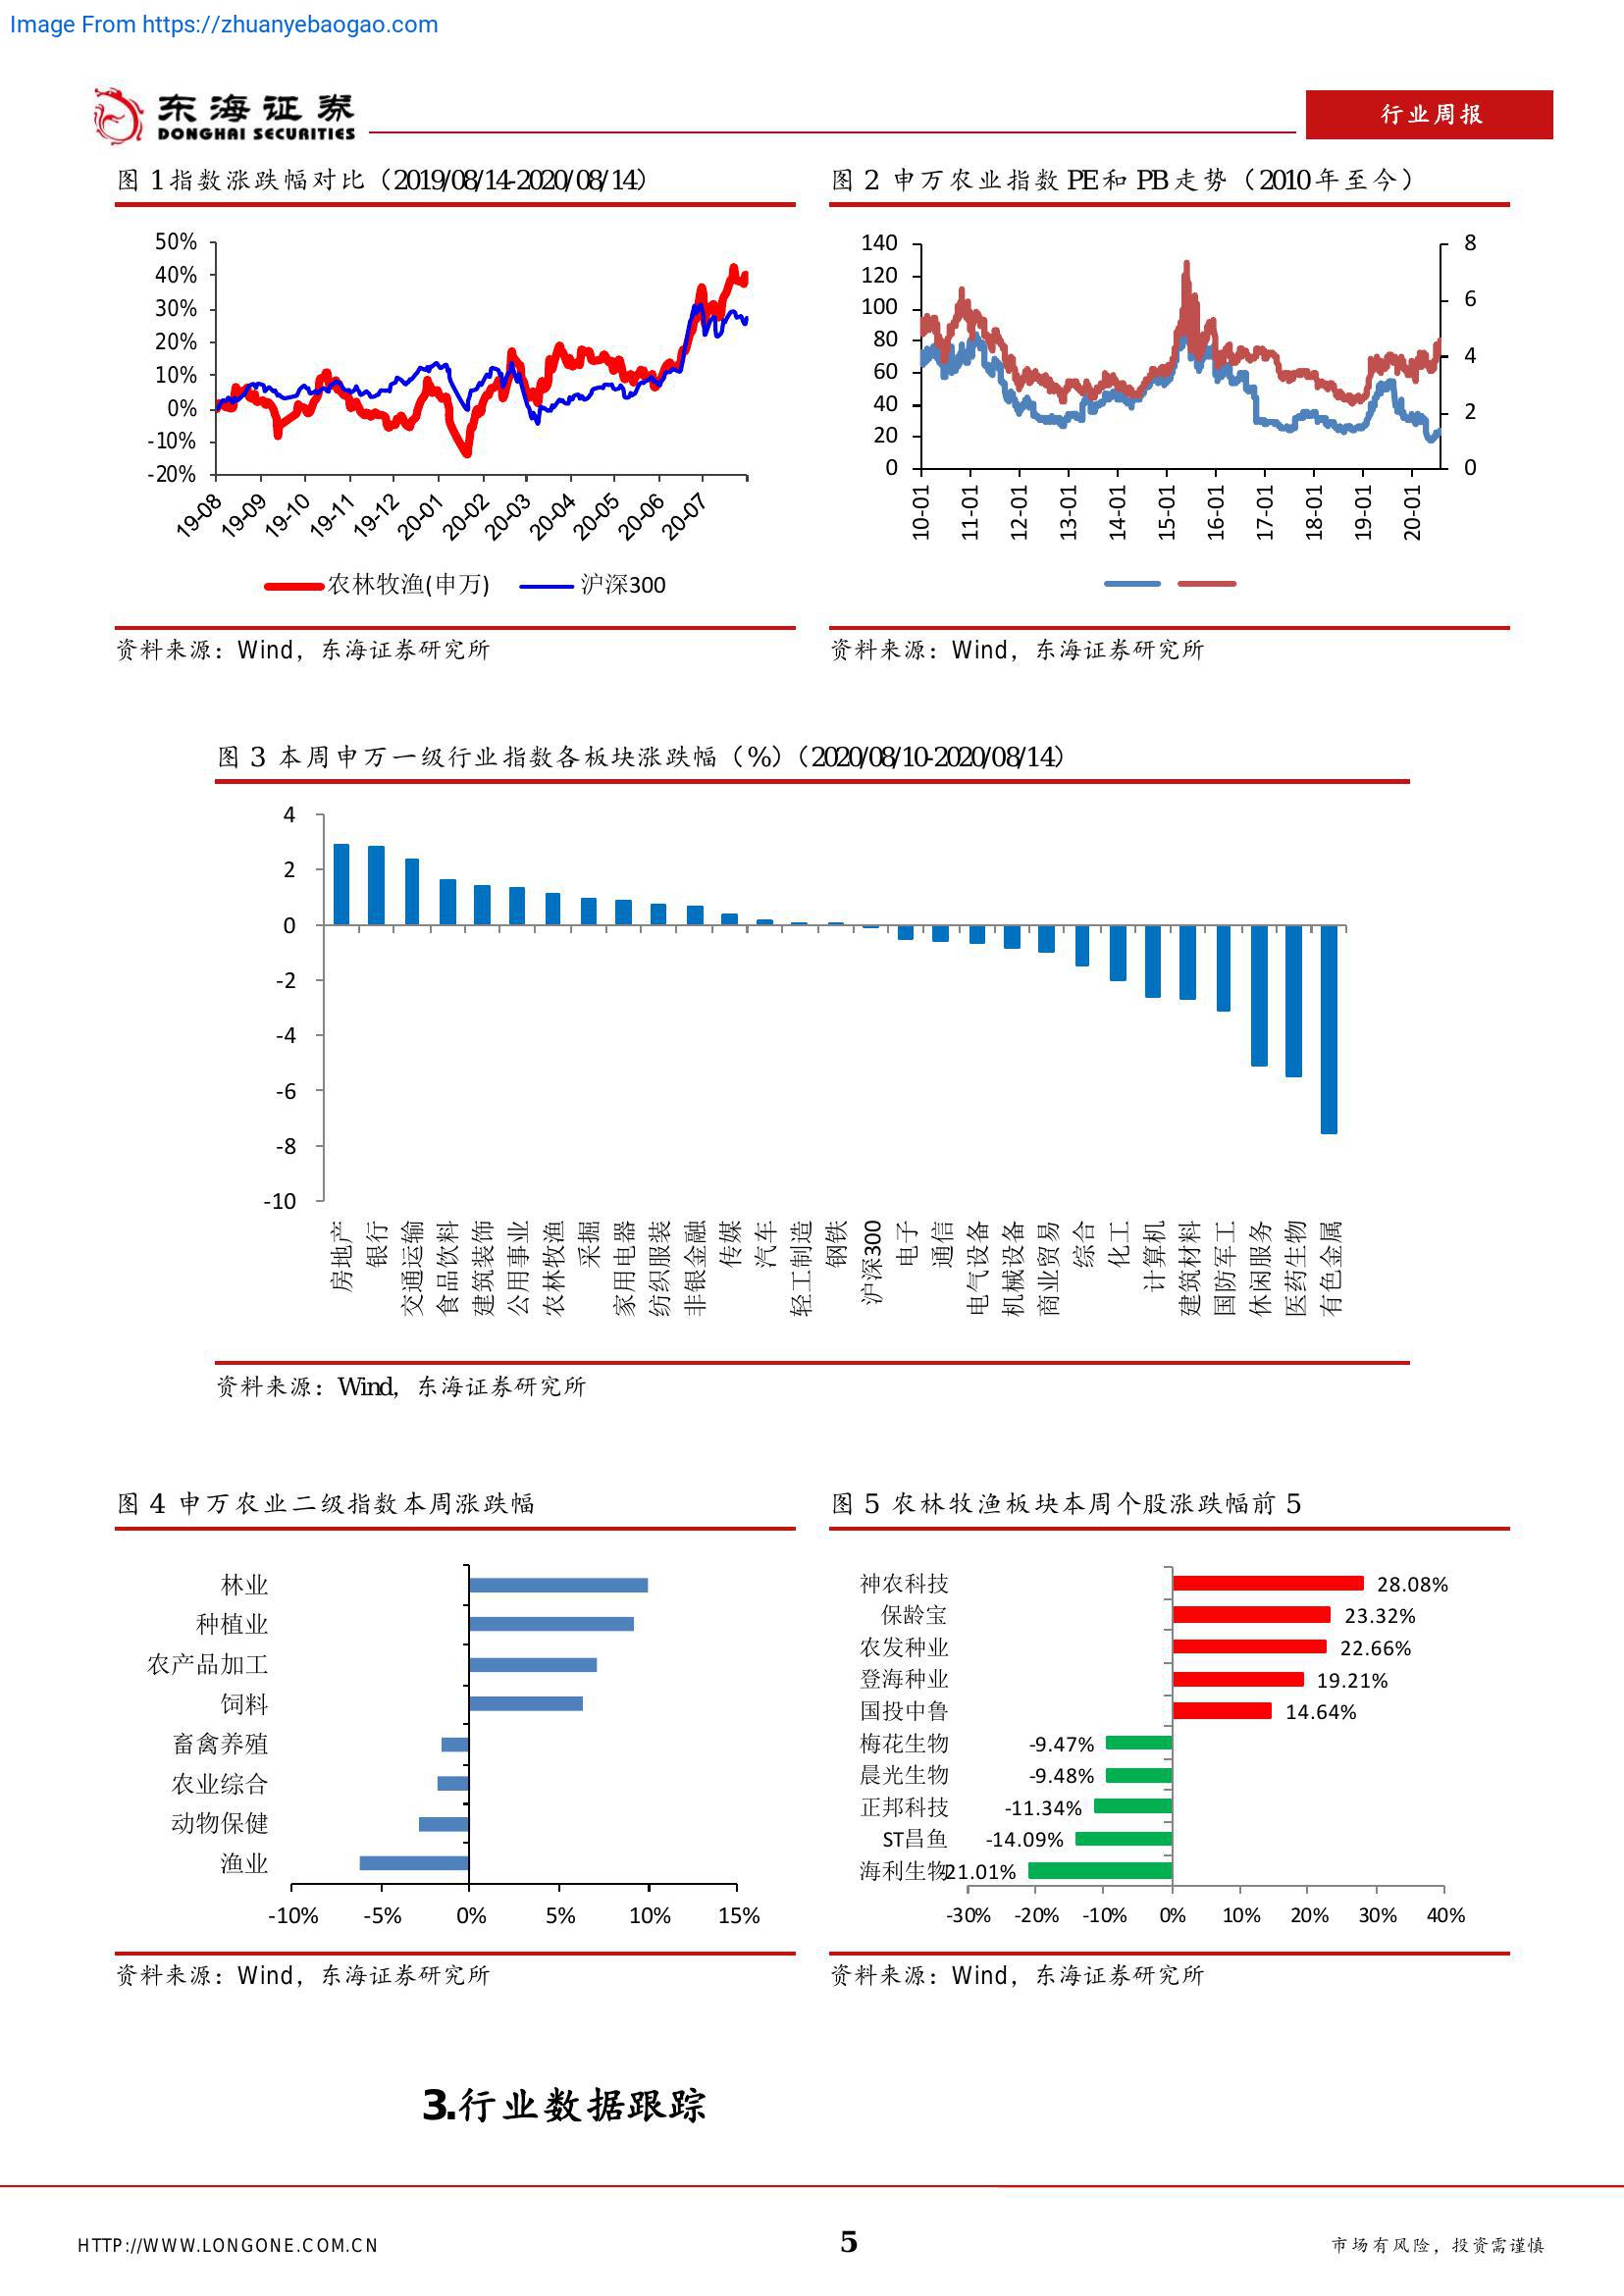 Image From https://zhuanyebaogao.com
东海证券
DONGHAI SECURITIES
行业周报
图 1 指数涨跌幅对比（2019/08/14-2020/08/14）
50%
40%
30%
20%
10%
0%
-10%
-20%
19-08
19-09
19-10
19-11
19-12
20-01
20-02
20-03
20-04
20-05
20-06
20-07
农林牧渔(申万)
沪深300
资料来源：Wind，东海证券研究所
图 2 申万农业指数 PE 和 PB 走势（2010 年至今）
140
120
100
80
60
40
20
0
8
6
4
2
0
10-01
11-01
12-01
13-01
14-01
15-01
16-01
17-01
18-01
19-01
20-01
资料来源：Wind，东海证券研究所
图 3 本周申万一级行业指数各板块涨跌幅（%）（2020/08/10-2020/08/14）
4
2
0
-2
-4
-6
-8
-10
房地产
银行
交通运输
食品饮料
建筑装饰
公用事业
农林牧渔
采掘
家用电器
纺织服装
非银金融
传媒
汽车
轻工制造
钢铁
沪深300
电子
通信
电气设备
机械设备
商业贸易
综合
化工
计算机
建筑材料
国防军工
休闲服务
医药生物
有色金属
资料来源：Wind，东海证券研究所
图 4 申万农业二级指数本周涨跌幅
林业
种植业
农产品加工
饲料
畜禽养殖
农业综合
动物保健
渔业
-10%
-5%
0%
5%
10%
15%
资料来源：Wind，东海证券研究所
图 5 农林牧渔板块本周个股涨跌幅前 5
神农科技 28.08%
保龄宝 23.32%
农发种业 22.66%
登海种业 19.21%
国投中鲁 14.64%
梅花生物 -9.47%
晨光生物 -9.48%
正邦科技 -11.34%
ST昌鱼 -14.09%
海利生物 -21.01%
-30%
-20%
-10%
0%
10%
20%
30%
40%
资料来源：Wind，东海证券研究所
3.行业数据跟踪
HTTP://WWW.LONGONE.COM.CN
5
市场有风险，投资需谨慎